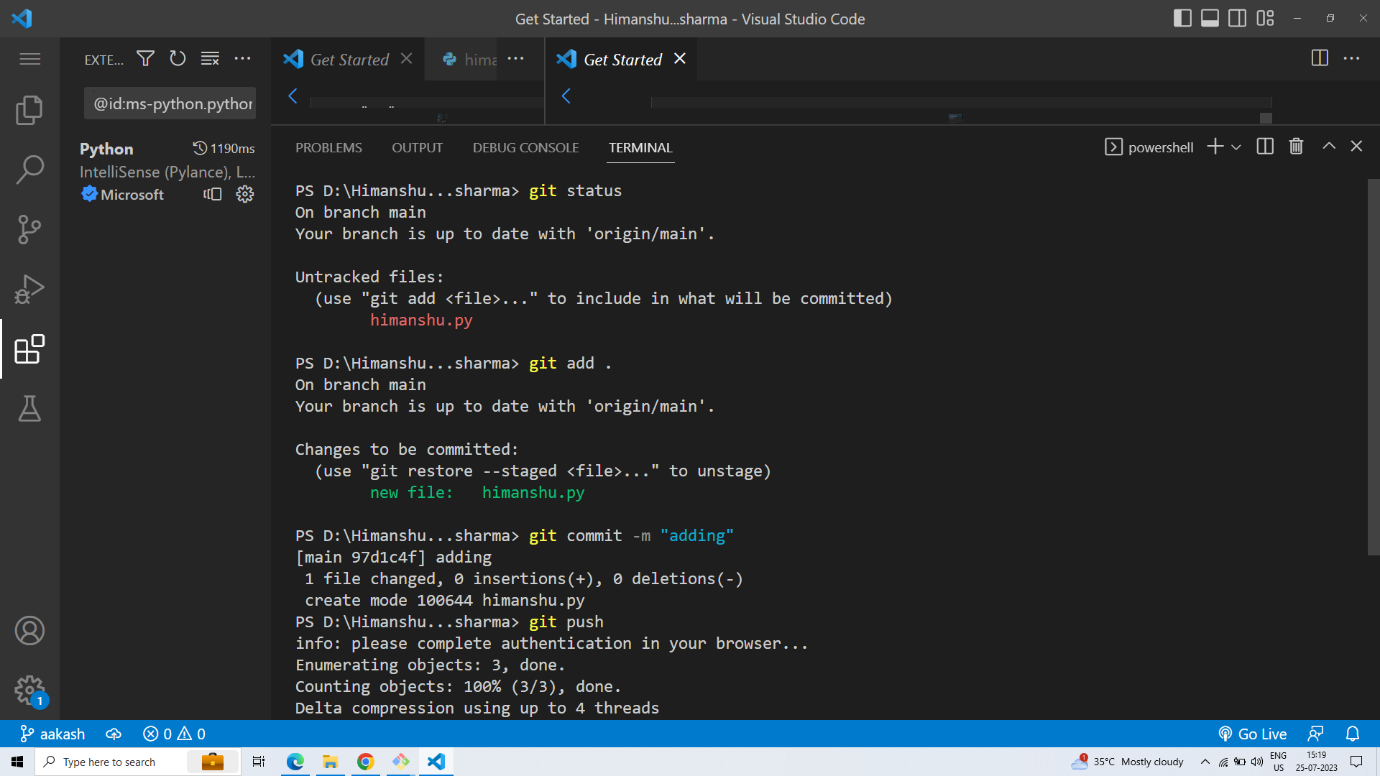 Get Started - Himanshu...sharma - Visual Studio Code
EXTE...
Get Started
hima
Get Started
@id:ms-python.python
Python
1190ms
IntelliSense (Pylance), L...
Microsoft
PROBLEMS
OUTPUT
DEBUG CONSOLE
TERMINAL
powershell
PS D:\Himanshu...sharma> git status
On branch main
Your branch is up to date with 'origin/main'.
Untracked files:
(use "git add <file>..." to include in what will be committed)
himanshu.py
PS D:\Himanshu...sharma> git add .
On branch main
Your branch is up to date with 'origin/main'.
Changes to be committed:
(use "git restore --staged <file>..." to unstage)
new file:   himanshu.py
PS D:\Himanshu...sharma> git commit -m "adding"
[main 97d1c4f] adding
1 file changed, 0 insertions(+), 0 deletions(-)
create mode 100644 himanshu.py
PS D:\Himanshu...sharma> git push
info: please complete authentication in your browser...
Enumerating objects: 3, done.
Counting objects: 100% (3/3), done.
Delta compression using up to 4 threads
1
aakash
0
0
Go Live
Type here to search
1
35°C Mostly cloudy
ENG
US
15:19
25-07-2023